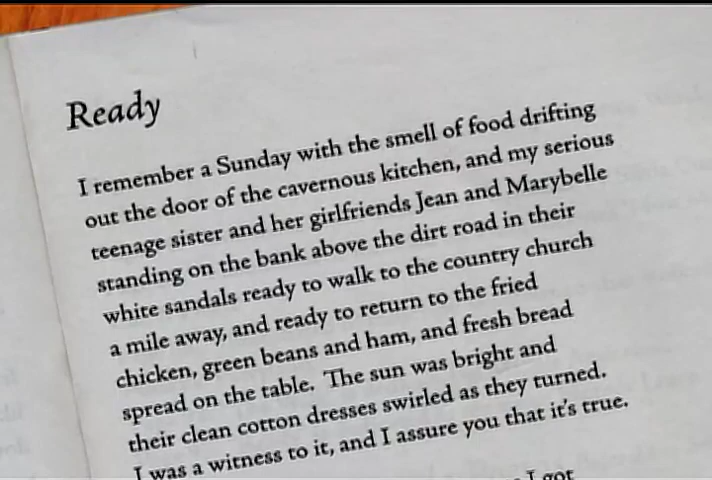 Ready
I remember a Sunday with the smell of food drifting
out the door of the cavernous kitchen, and my serious
teenage sister and her girlfriends Jean and Marybelle
standing on the bank above the dirt road in their
white sandals ready to walk to the country church
a mile away, and ready to return to the fried
chicken, green beans and ham, and fresh bread
spread on the table. The sun was bright and
their clean cotton dresses swirled as they turned.
I was a witness to it, and I assure you that it's true.
I got